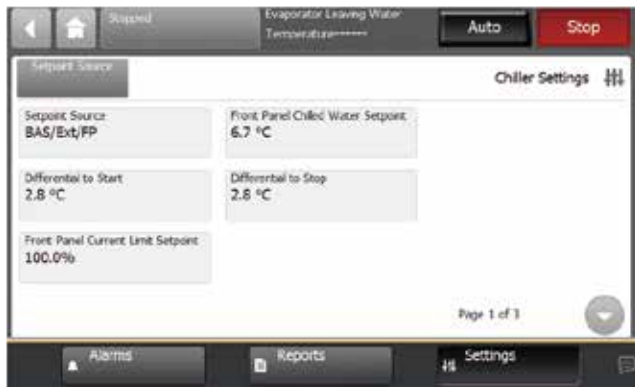 Stopped
Evaporator Leaving Water
Temperature------
Auto
Stop
Setpoint Source
Chiller Settings
Setpoint Source
BAS/Ext/FP
Front Panel Chilled Water Setpoint
6.7 °C
Differential to Start
2.8 °C
Differential to Stop
2.8 °C
Front Panel Current Limit Setpoint
100.0%
Page 1 of 3
Alarms
Reports
Settings